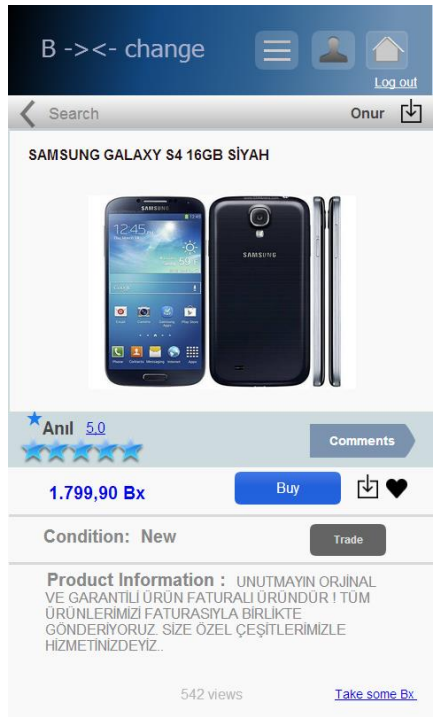 B -><- change
Log out
Search
Onur
SAMSUNG GALAXY S4 16GB SİYAH
SAMSUNG
12:45
SAMSUNG
Anıl 5,0
Comments
1.799,90 Bx
Buy
Condition: New
Trade
Product Information : UNUTMAYIN ORJİNAL
VE GARANTİLİ ÜRÜN FATURALI ÜRÜNDÜR ! TÜM
ÜRÜNLERİMİZİ FATURASIYLA BİRLİKTE
GÖNDERİYORUZ. SİZE ÖZEL ÇEŞİTLERİMİZLE
HİZMETİNİZDEYİZ..
542 views
Take some Bx